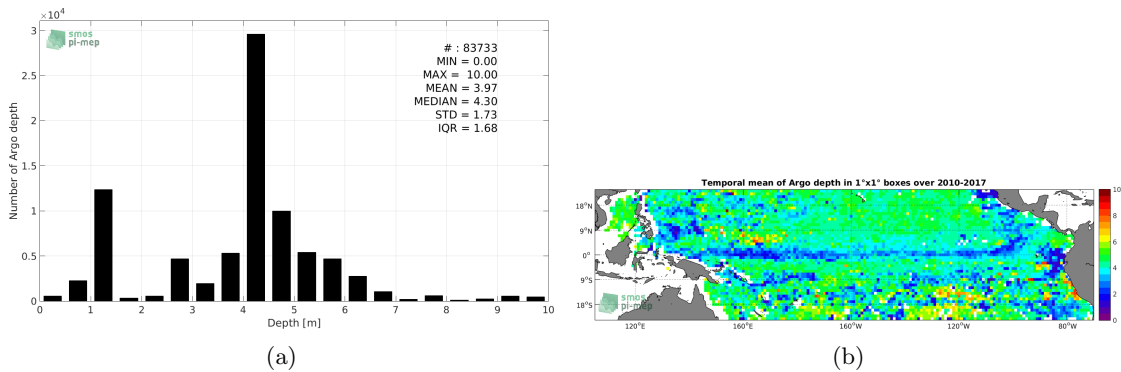 ×10⁴
smos
pi-mep
# : 83733
MIN = 0.00
MAX = 10.00
MEAN = 3.97
MEDIAN = 4.30
STD = 1.73
IQR = 1.68
Number of Argo depth
3
2.5
2
1.5
1
0.5
0
0 1 2 3 4 5 6 7 8 9 10
Depth [m]
(a)
Temporal mean of Argo depth in 1°x1° boxes over 2010-2017
18°N
9°N
0°
9°S
18°S
smos
pi-mep
120°E 160°E 160°W 120°W 80°W
10
8
6
4
2
0
(b)